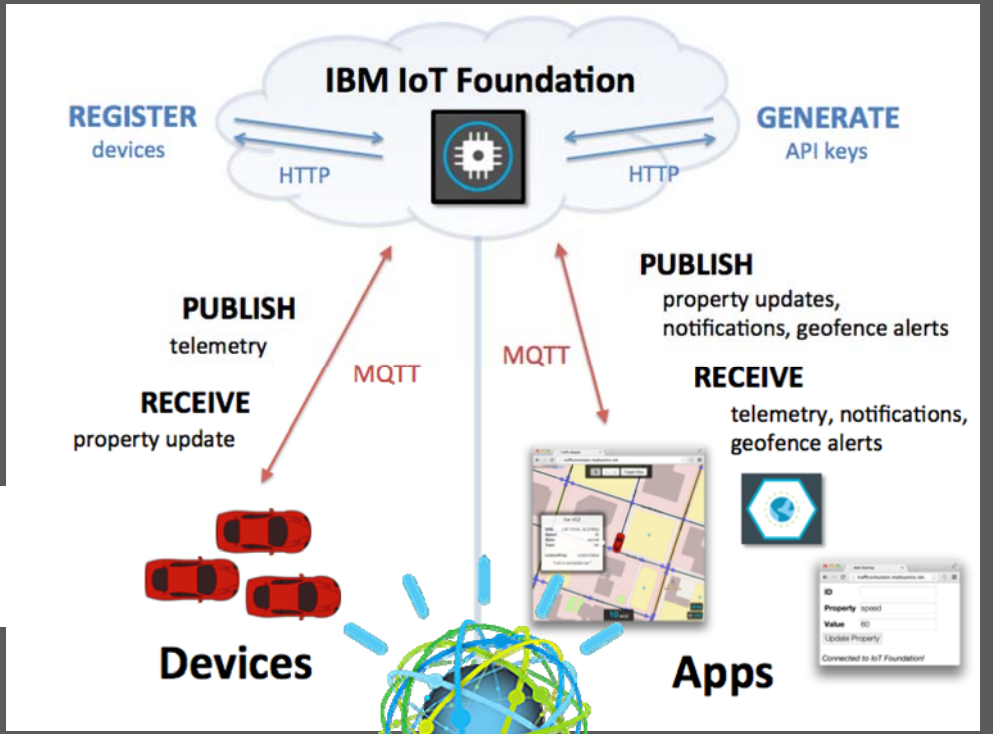 IBM IoT Foundation
REGISTER
devices
HTTP
GENERATE
API keys
HTTP
PUBLISH
telemetry
RECEIVE
property update
MQTT
MQTT
PUBLISH
property updates,
notifications, geofence alerts
RECEIVE
telemetry, notifications,
geofence alerts
Toggle Map
ID
Property speed
Value 60
Update Property
Connected to IoT Foundation!
Devices
Apps